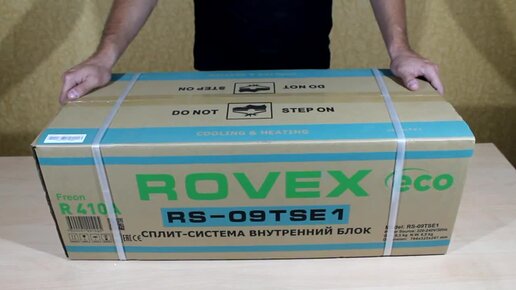 DO NOT STEP ON
DO NOT STEP ON
COOLING & HEATING
Freon
R 410A
ROVEX eco
RS-09TSE1
СПЛИТ-СИСТЕМА ВНУТРЕННИЙ БЛОК
Model: RS-09TSE1